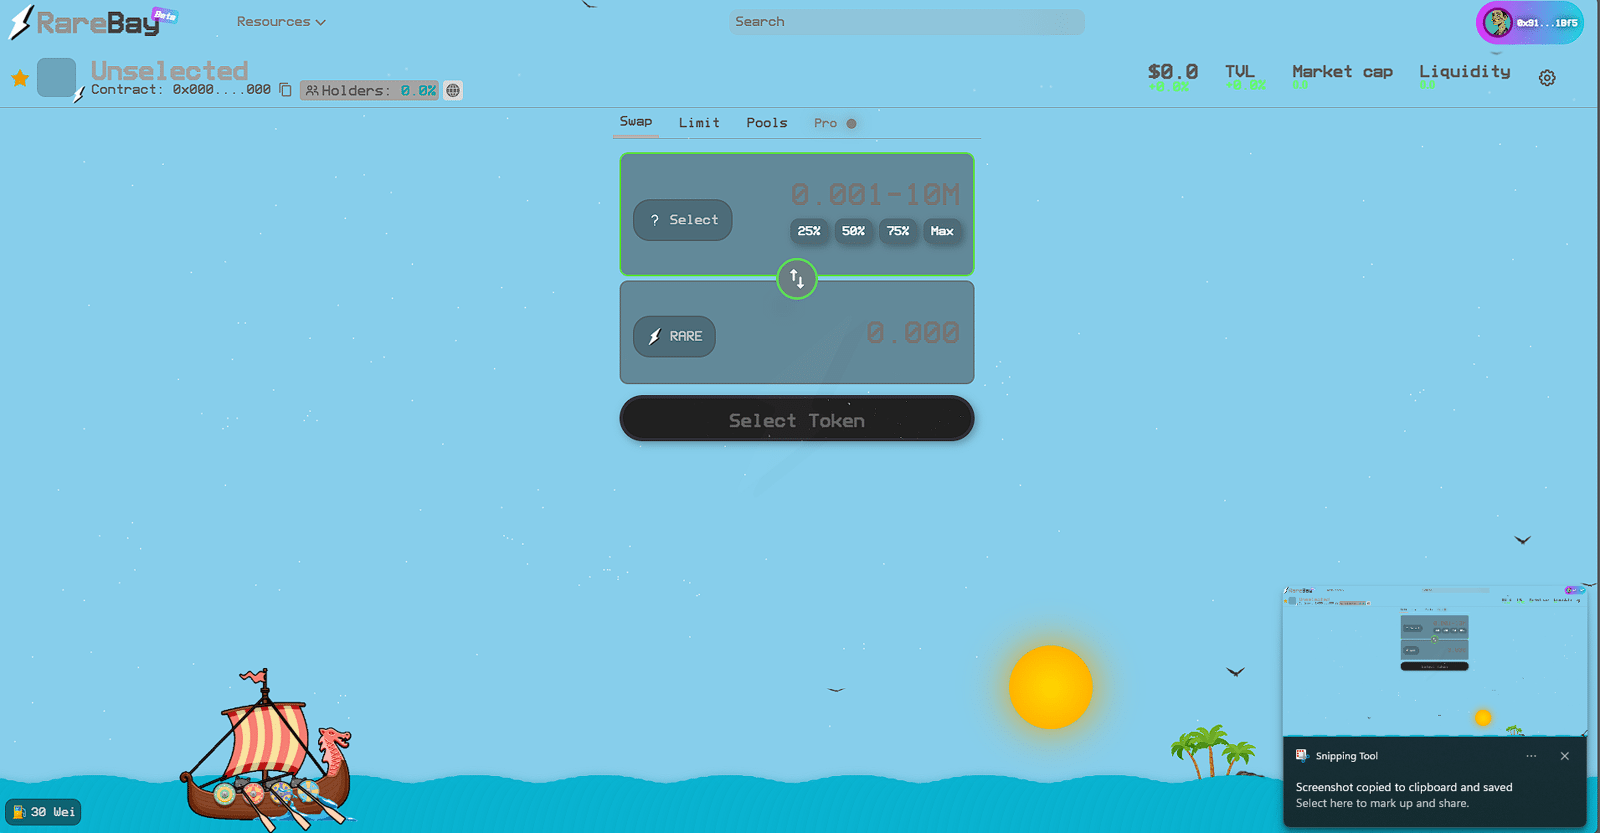 RareBay Beta
Resources
Search
0x91...1Bf5
Unselected
Contract: 0x000....000
Holders: 0.0%
$0.0
+0.00
TVL
+0.0%
Market cap
0.0
Liquidity
0.0
Swap
Limit
Pools
Pro
0.001-10M
? Select
25%
50%
75%
Max
RARE
0.000
Select Token
30 Wei
Snipping Tool
Screenshot copied to clipboard and saved
Select here to mark up and share.